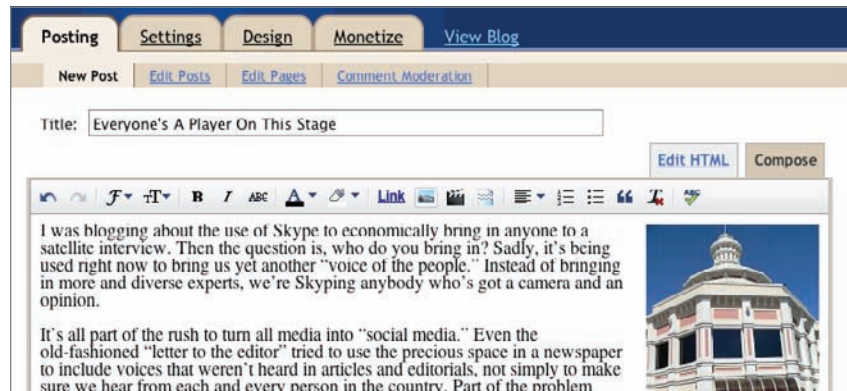 Posting Settings Design Monetize View Blog
New Post Edit Posts Edit Pages Comment Moderation
Title: Everyone's A Player On This Stage
Edit HTML Compose
F T B I ABC A Link ABC
I was blogging about the use of Skype to economically bring in anyone to a
satellite interview. Then the question is, who do you bring in? Sadly, it's being
used right now to bring us yet another "voice of the people." Instead of bringing
in more and diverse experts, we're Skyping anybody who's got a camera and an
opinion.
It's all part of the rush to turn all media into "social media." Even the
old-fashioned "letter to the editor" tried to use the precious space in a newspaper
to include voices that weren't heard in articles and editorials, not simply to make
sure we hear from each and every person in the country. Part of the problem